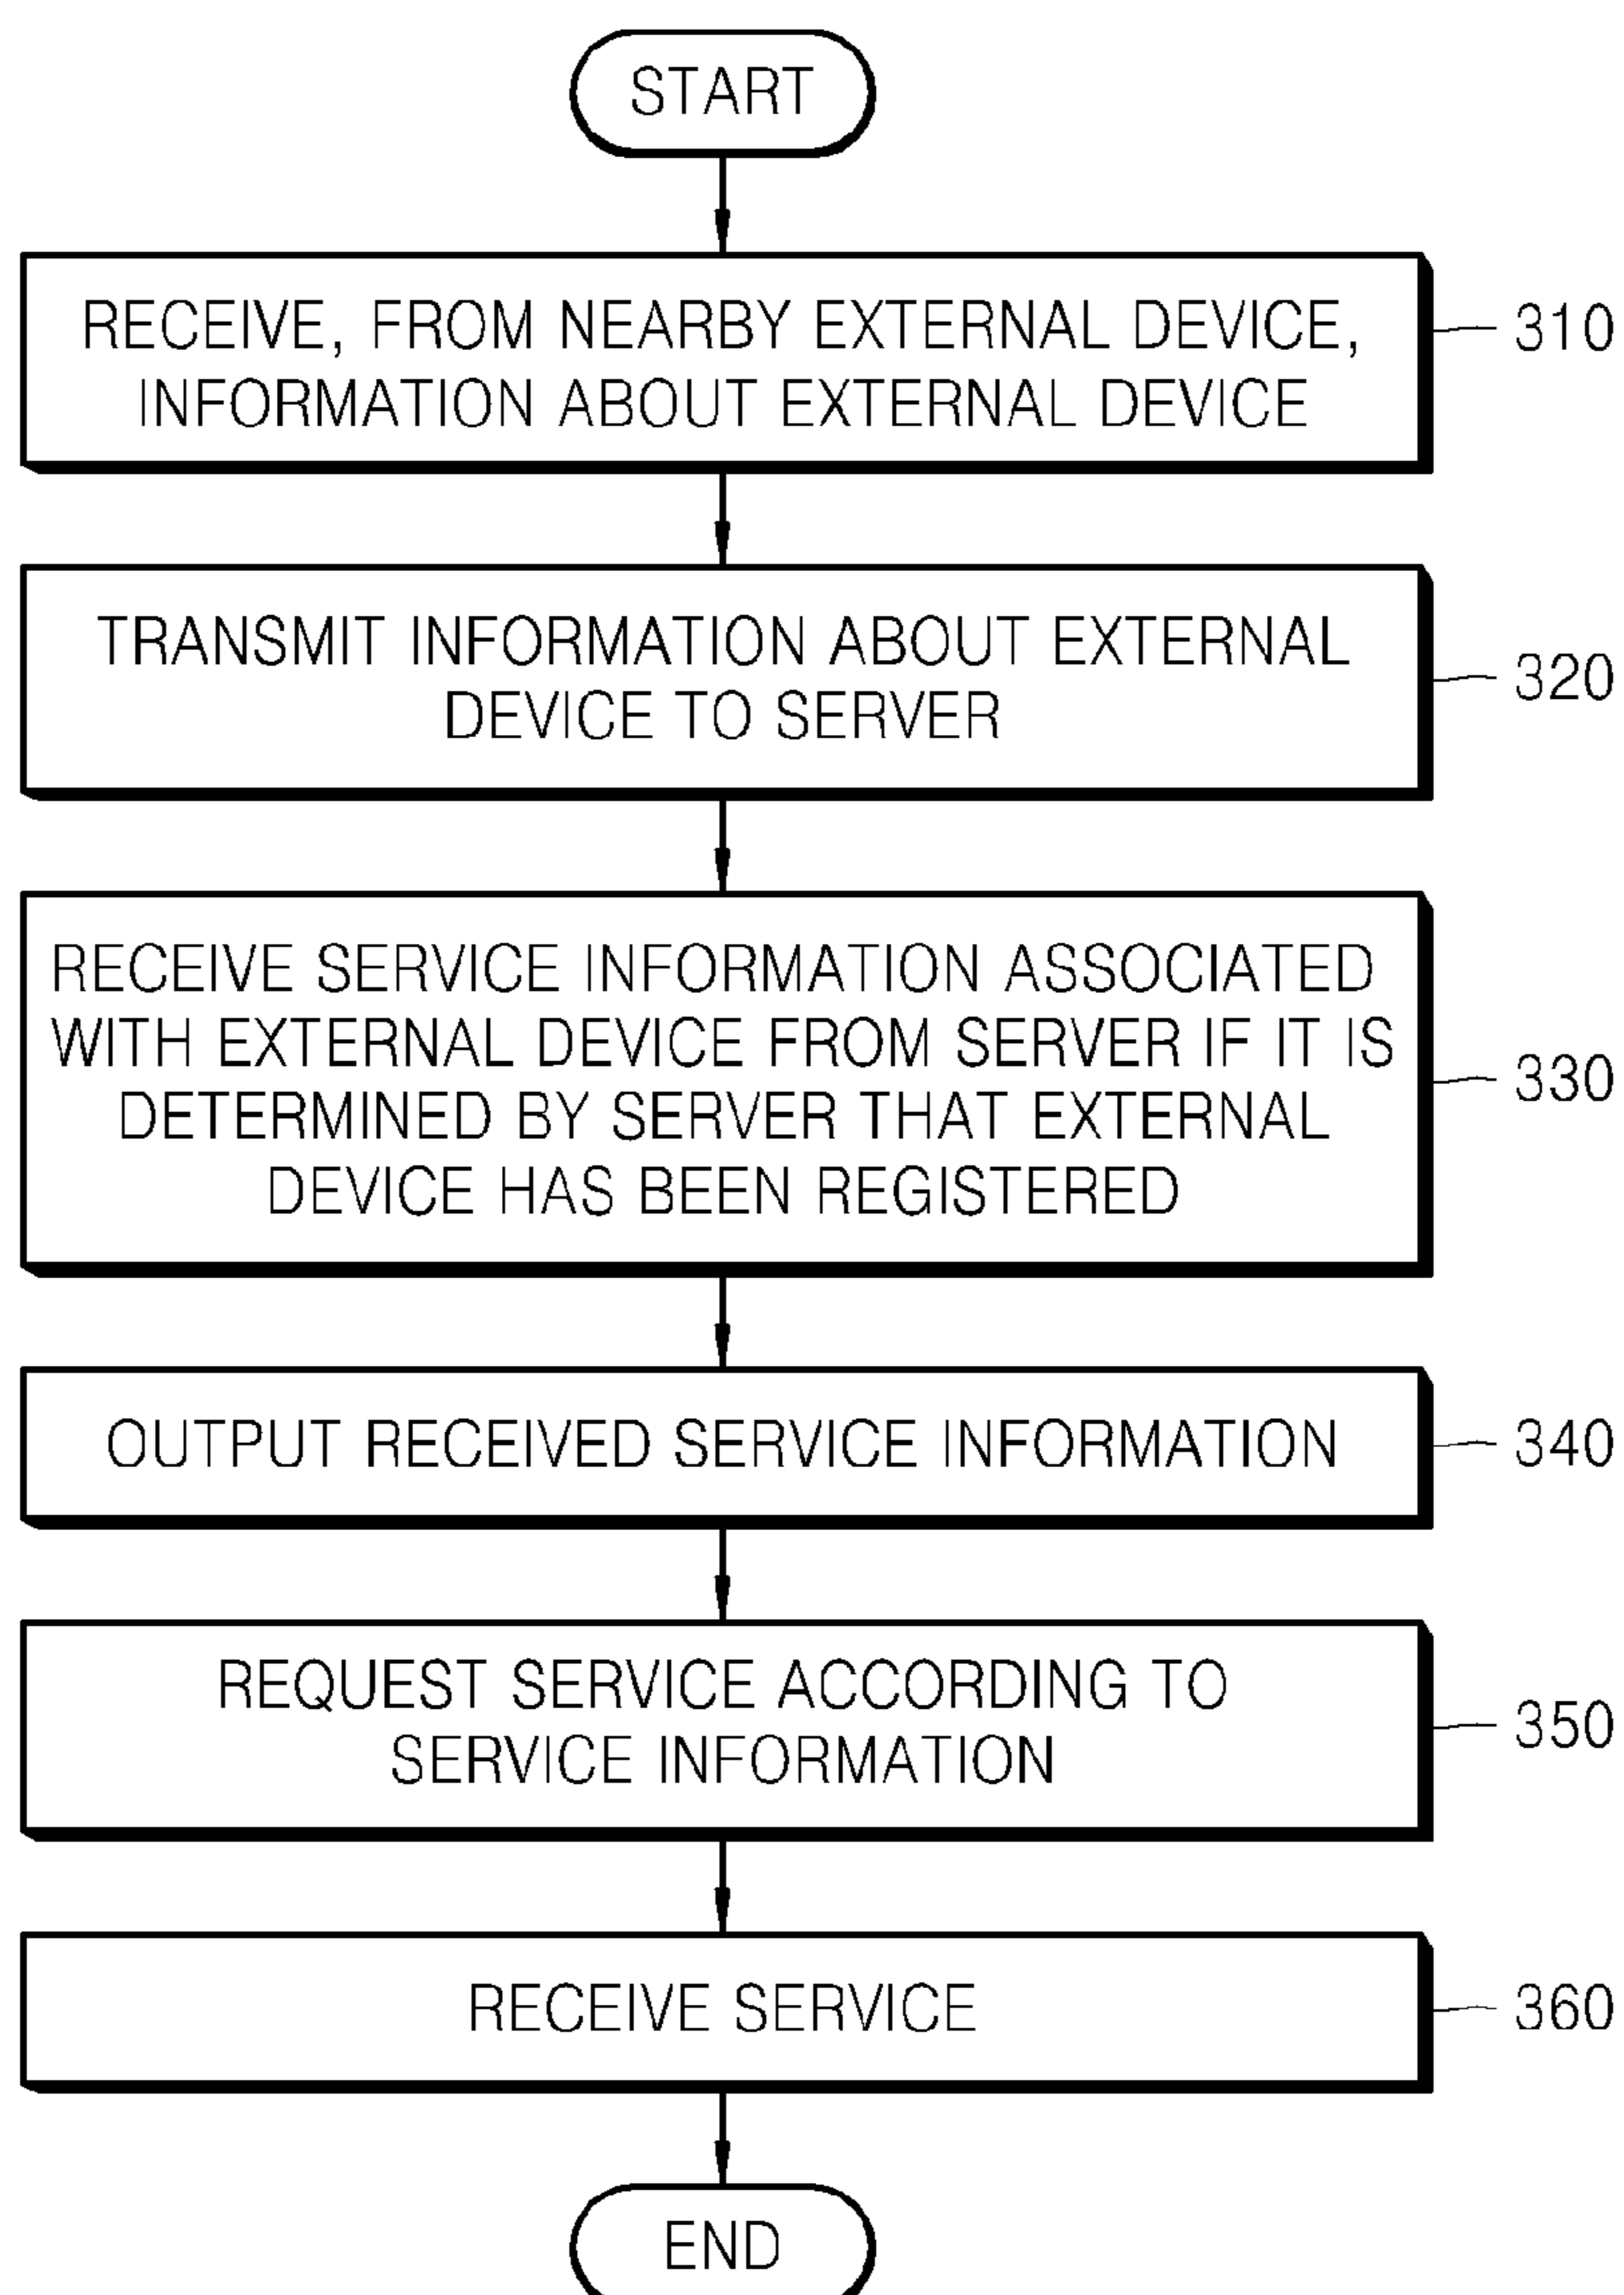 START
RECEIVE, FROM NEARBY EXTERNAL DEVICE,
INFORMATION ABOUT EXTERNAL DEVICE
310
TRANSMIT INFORMATION ABOUT EXTERNAL
DEVICE TO SERVER
320
RECEIVE SERVICE INFORMATION ASSOCIATED
WITH EXTERNAL DEVICE FROM SERVER IF IT IS
DETERMINED BY SERVER THAT EXTERNAL
DEVICE HAS BEEN REGISTERED
330
OUTPUT RECEIVED SERVICE INFORMATION
340
REQUEST SERVICE ACCORDING TO
SERVICE INFORMATION
350
RECEIVE SERVICE
360
END